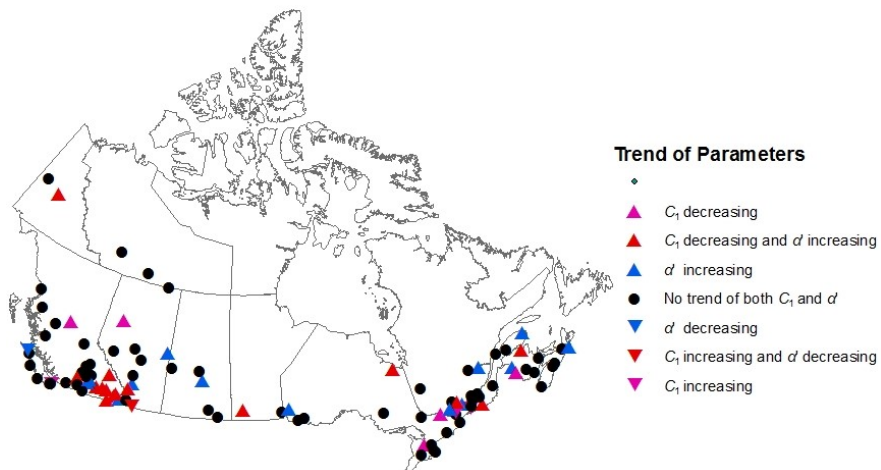 Trend of Parameters
C₁ decreasing
C₁ decreasing and α' increasing
α' increasing
No trend of both C₁ and α'
α' decreasing
C₁ increasing and α' decreasing
C₁ increasing